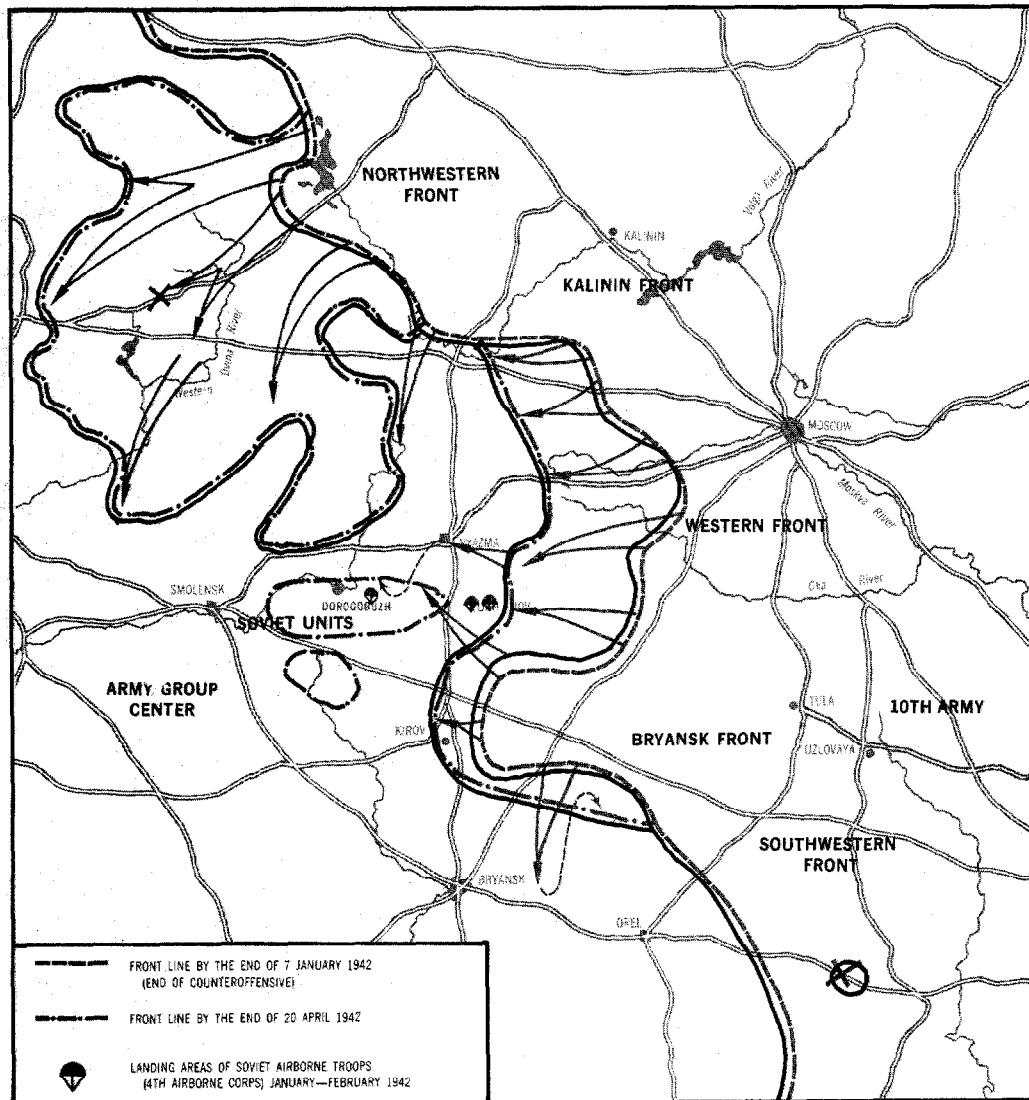 NORTHWESTERN
FRONT
Volga River
KALININ
KALININ FRONT
Dvina River
Western
MOSCOW
Moskva River
WESTERN FRONT
Oka River
VYAZMA
SMOLENSK
DOROGOBUZH
SOVIET UNITS
ARMY GROUP
CENTER
TULA
10TH ARMY
KIROV
BRYANSK FRONT
UZLOVAYA
SOUTHWESTERN
FRONT
BRYANSK
OREL
FRONT LINE BY THE END OF 7 JANUARY 1942
(END OF COUNTEROFFENSIVE)
FRONT LINE BY THE END OF 20 APRIL 1942
LANDING AREAS OF SOVIET AIRBORNE TROOPS
(4TH AIRBORNE CORPS) JANUARY—FEBRUARY 1942